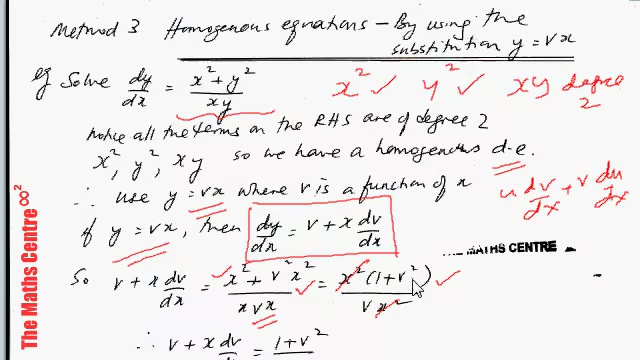 Method 3 Homogenous equations – By using the
substitution y = vx
eg Solve dy/dx = (x² + y²)/xy x² ✓ y² ✓ xy degree 2
Notice all the terms on the RHS are of degree 2
x², y², xy so we have a homogenous d.e.
∴ use y = vx where v is a function of x u dv/dx + v du/dx
if y = vx, then dy/dx = v + x dv/dx
THE MATHS CENTRE
So v + x dv/dx = (x² + v²x²)/(x vx) = x²(1+v²)/(vx²)
∴ v + x dv/ = 1+v²
The Maths Centre ∞²